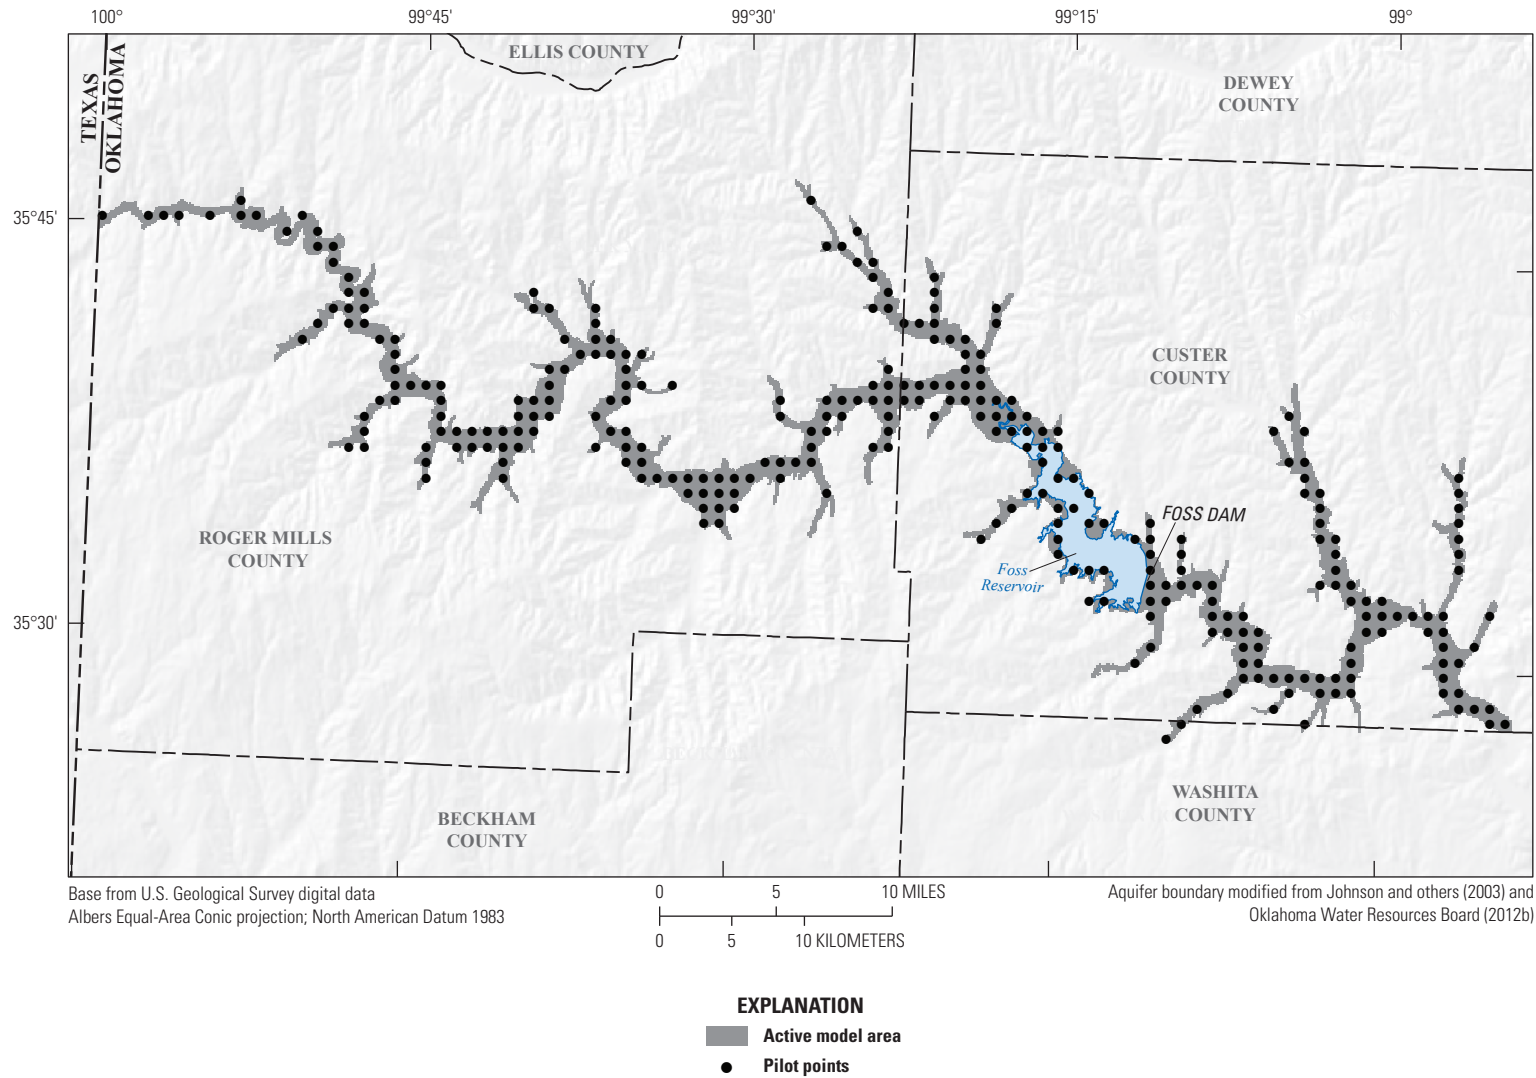 100°
99°45'
99°30'
99°15'
99°
ELLIS COUNTY
TEXAS
OKLAHOMA
DEWEY
COUNTY
35°45'
CUSTER
COUNTY
FOSS DAM
ROGER MILLS
COUNTY
Foss
Reservoir
35°30'
WASHITA
COUNTY
BECKHAM
COUNTY
Base from U.S. Geological Survey digital data
Albers Equal-Area Conic projection; North American Datum 1983
0 5 10 MILES
0 5 10 KILOMETERS
Aquifer boundary modified from Johnson and others (2003) and
Oklahoma Water Resources Board (2012b)
EXPLANATION
Active model area
Pilot points